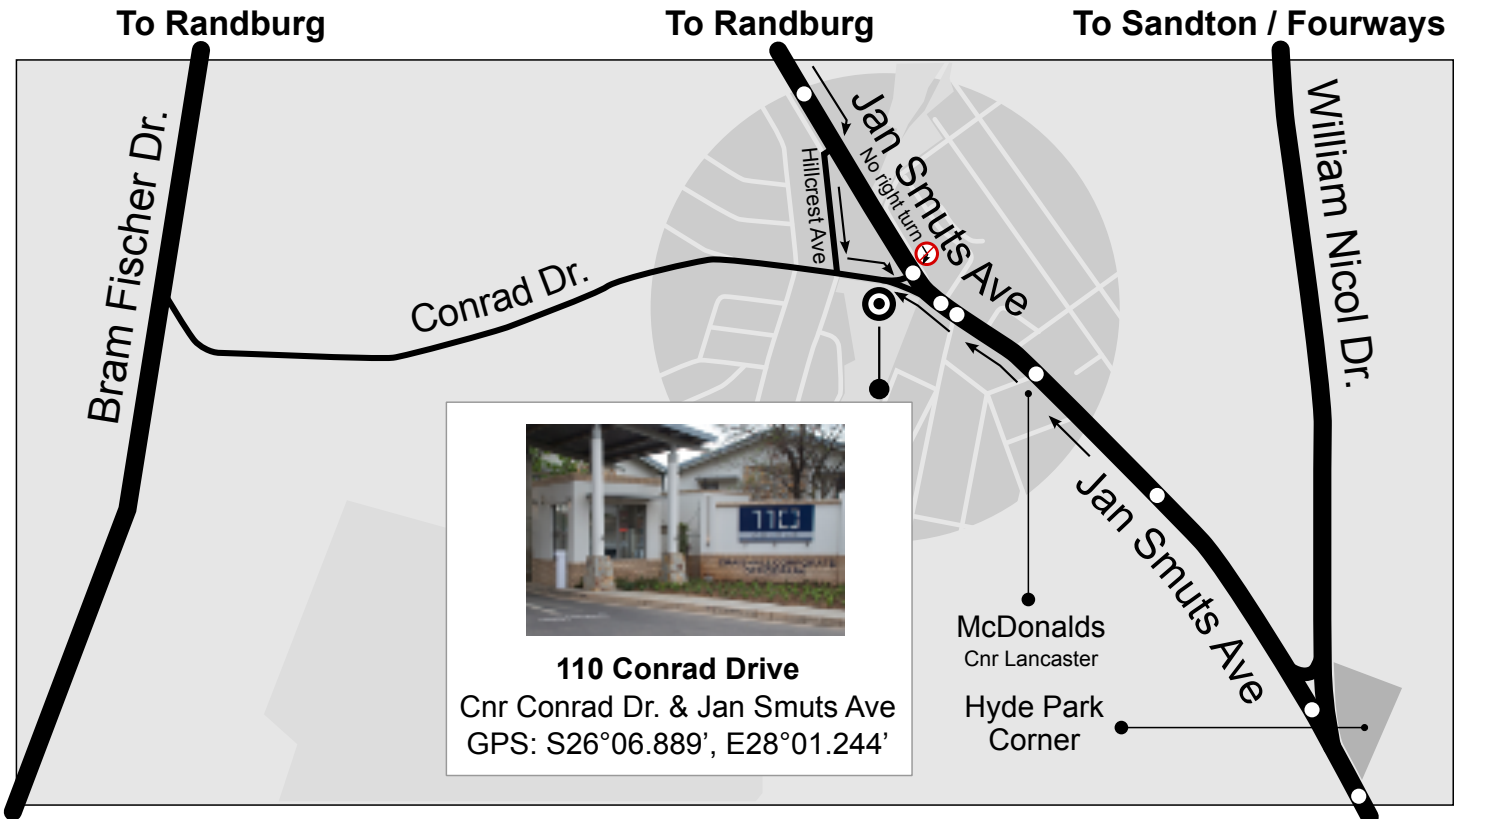 To Randburg
To Randburg
To Sandton / Fourways
Bram Fischer Dr.
Conrad Dr.
Hillcrest Ave
Jan Smuts Ave
No right turn
William Nicol Dr.
110
110 Conrad Drive
Cnr Conrad Dr. & Jan Smuts Ave
GPS: S26°06.889’, E28°01.244’
McDonalds
Cnr Lancaster
Hyde Park
Corner
Jan Smuts Ave